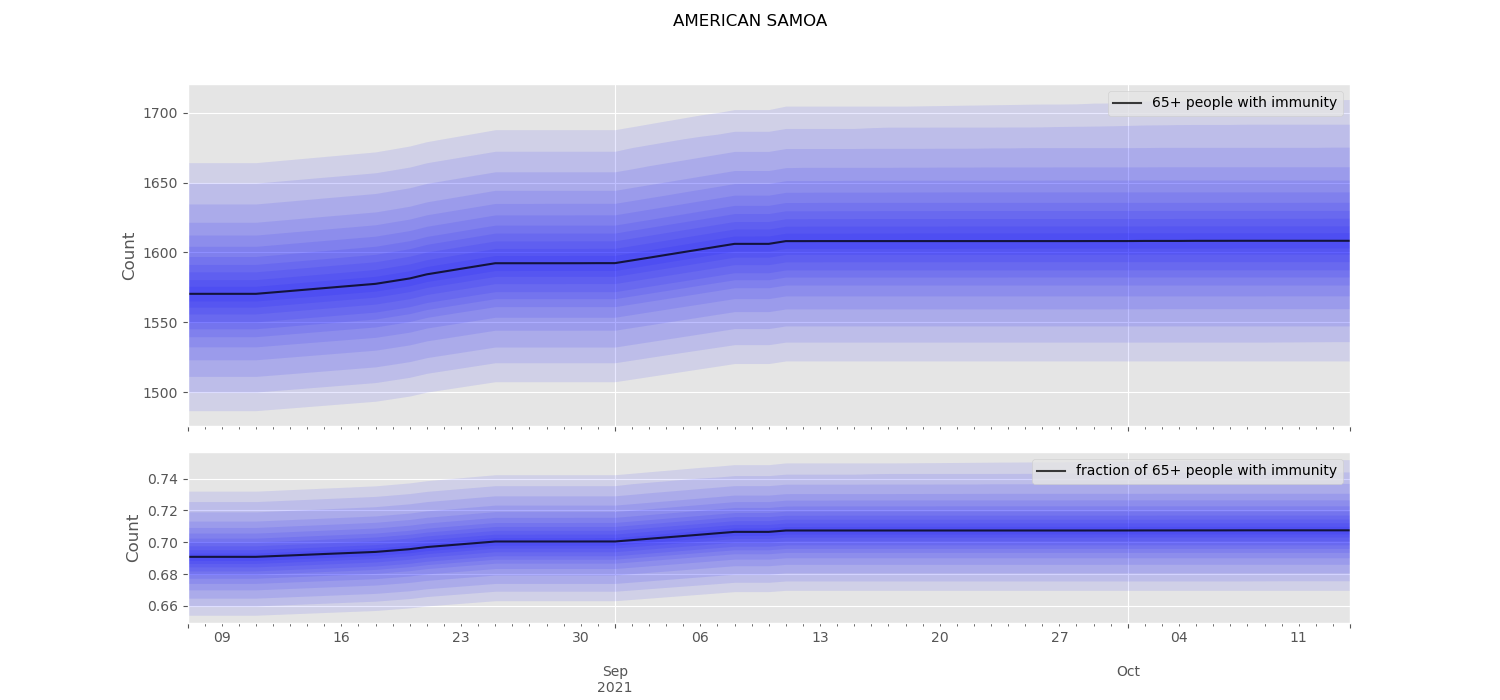 AMERICAN SAMOA
65+ people with immunity
Count
1700
1650
1600
1550
1500
fraction of 65+ people with immunity
Count
0.74
0.72
0.70
0.68
0.66
09 16 23 30 06 13 20 27 04 11
Sep Oct
2021